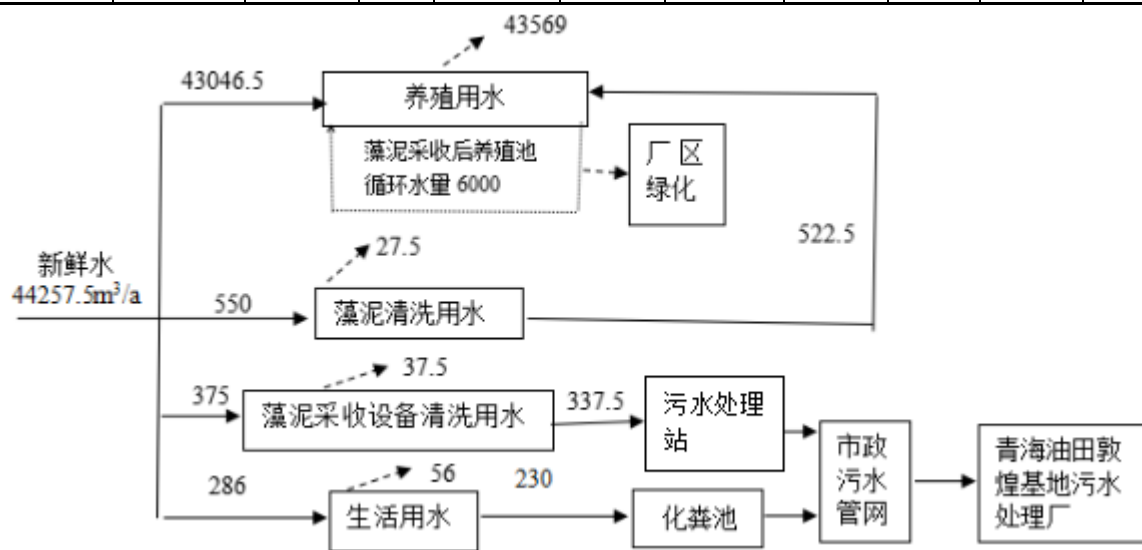 43569
43046.5
养殖用水
藻泥采收后养殖池
循环水量 6000
厂 区
绿化
522.5
27.5
新鲜水
44257.5m³/a
550
藻泥清洗用水
37.5
375
藻泥采收设备清洗用水
337.5
污水处理
站
市政
污水
管网
青海油田敦
煌基地污水
处理厂
56
286
生活用水
230
化粪池